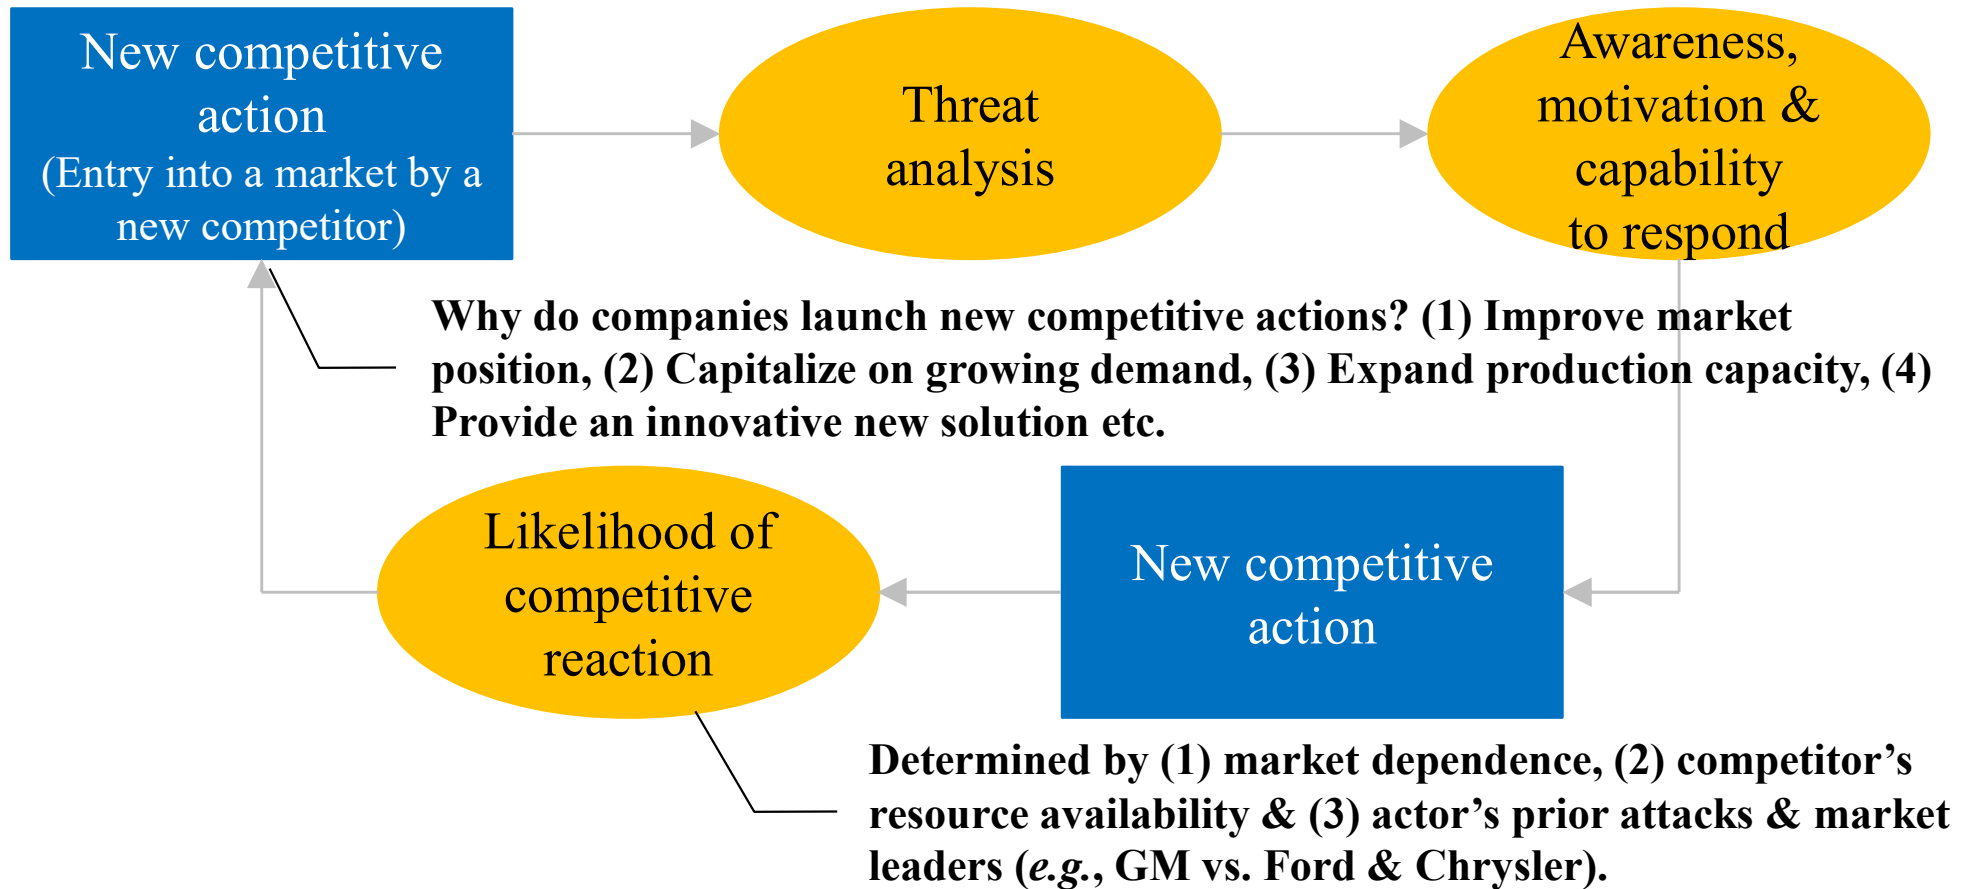 New competitive
action
(Entry into a market by a
new competitor)
Threat
analysis
Awareness,
motivation &
capability
to respond
Why do companies launch new competitive actions? (1) Improve market
position, (2) Capitalize on growing demand, (3) Expand production capacity, (4)
Provide an innovative new solution etc.
Likelihood of
competitive
reaction
New competitive
action
Determined by (1) market dependence, (2) competitor’s
resource availability & (3) actor’s prior attacks & market
leaders (e.g., GM vs. Ford & Chrysler).